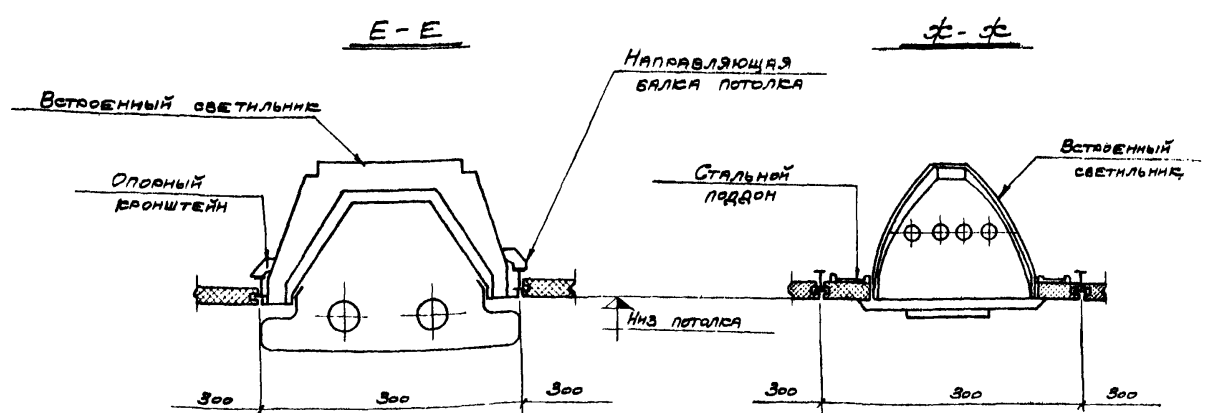 Е - Е
Ж - Ж
Направляющая
балка потолка
Встроенный светильник
Опорный
кронштейн
Стальной
поддон
Встроенный
светильник
Низ потолка
300 300 300
300 300 300